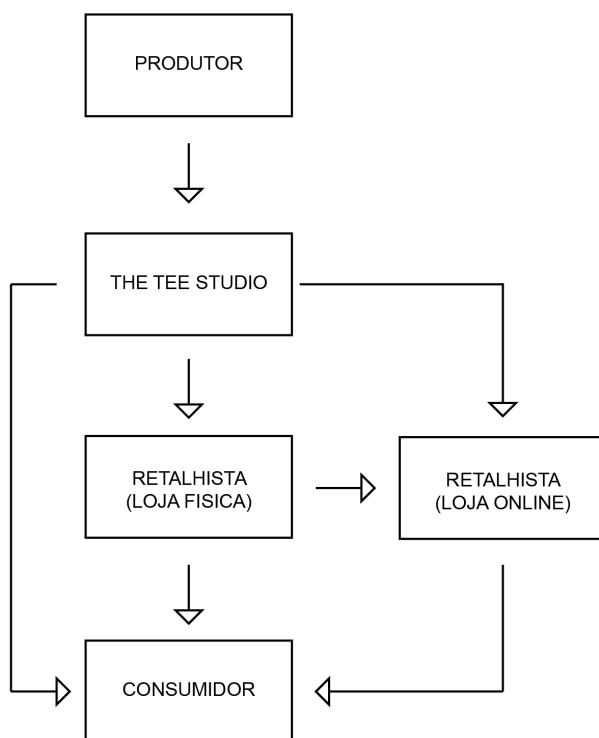 PRODUTOR
THE TEE STUDIO
RETALHISTA
(LOJA FISICA)
RETALHISTA
(LOJA ONLINE)
CONSUMIDOR